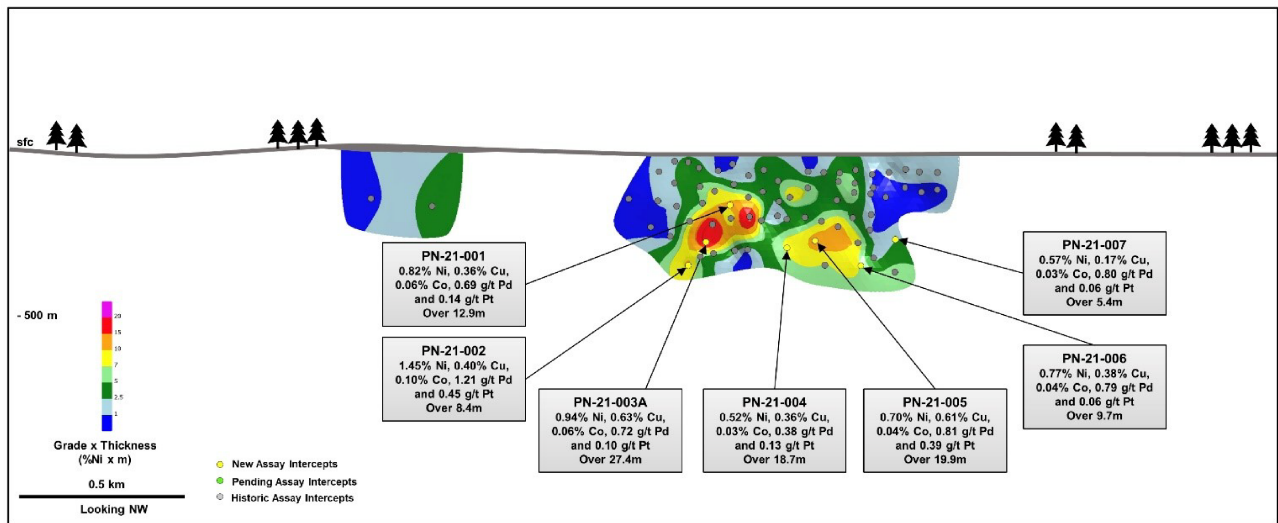 sfc
- 500 m
20
15
10
7
5
2.5
1
Grade x Thickness
(%Ni x m)
0.5 km
Looking NW
New Assay Intercepts
Pending Assay Intercepts
Historic Assay Intercepts
PN-21-001
0.82% Ni, 0.36% Cu,
0.06% Co, 0.69 g/t Pd
and 0.14 g/t Pt
Over 12.9m
PN-21-002
1.45% Ni, 0.40% Cu,
0.10% Co, 1.21 g/t Pd
and 0.45 g/t Pt
Over 8.4m
PN-21-003A
0.94% Ni, 0.63% Cu,
0.06% Co, 0.72 g/t Pd
and 0.10 g/t Pt
Over 27.4m
PN-21-004
0.52% Ni, 0.36% Cu,
0.03% Co, 0.38 g/t Pd
and 0.13 g/t Pt
Over 18.7m
PN-21-005
0.70% Ni, 0.61% Cu,
0.04% Co, 0.81 g/t Pd
and 0.39 g/t Pt
Over 19.9m
PN-21-007
0.57% Ni, 0.17% Cu,
0.03% Co, 0.80 g/t Pd
and 0.06 g/t Pt
Over 5.4m
PN-21-006
0.77% Ni, 0.38% Cu,
0.04% Co, 0.79 g/t Pd
and 0.06 g/t Pt
Over 9.7m